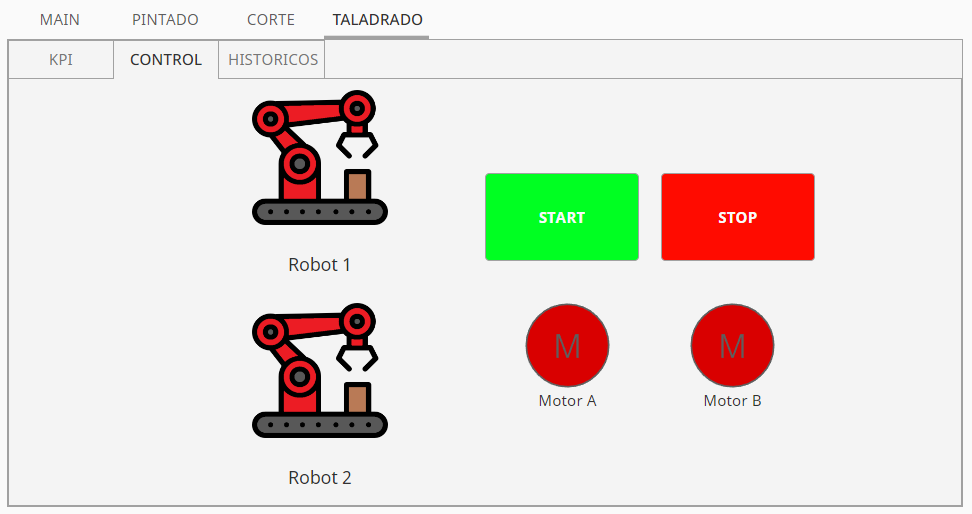 MAIN PINTADO CORTE TALADRADO
KPI CONTROL HISTORICOS
START STOP
Robot 1
M M
Motor A Motor B
Robot 2